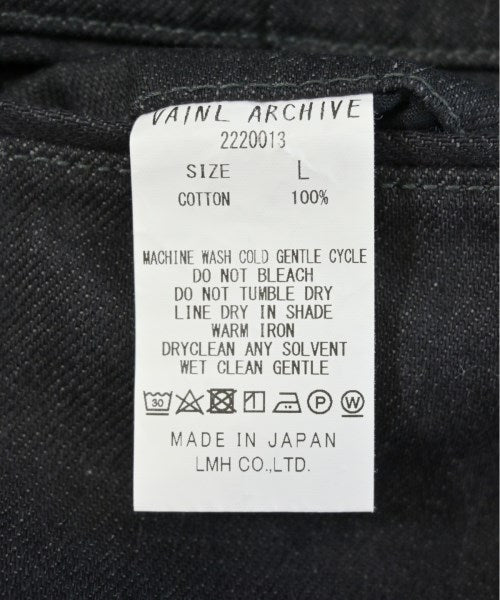 VAINL ARCHIVE
2220013
SIZE L
COTTON 100%
MACHINE WASH COLD GENTLE CYCLE
DO NOT BLEACH
DO NOT TUMBLE DRY
LINE DRY IN SHADE
WARM IRON
DRYCLEAN ANY SOLVENT
WET CLEAN GENTLE
30 P W
MADE IN JAPAN
LMH CO.,LTD.